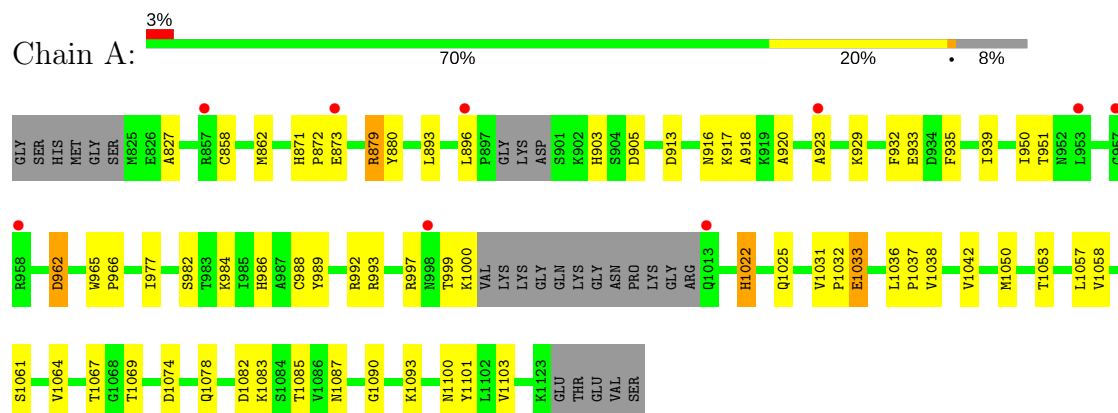 3%
Chain A:
70% 20% • 8%
GLY SER HIS MET GLY SER M825 E826 A827 R857 C858 M862 H871 P872 E873 R879 Y880 L893 L896 P897 GLY LYS ASP S901 K902 H903 S904 D905 D913 N916 K917 A918 K919 A920 A923 K929 F932 E933 D934 F935 I939 I950 T951 N952 L953 C957
R958 D962 W965 P966 I977 S982 T983 K984 I985 H986 A987 C988 Y989 R992 R993 R997 N998 T999 K1000 VAL LYS LYS GLY GLN LYS GLY ASN PRO LYS GLY ARG Q1013 H1022 Q1025 V1031 P1032 E1033 L1036 P1037 V1038 V1042 M1050 T1053 L1057 V1058
S1061 V1064 T1067 G1068 T1069 D1074 Q1078 D1082 K1083 S1084 T1085 V1086 N1087 G1090 K1093 N1100 Y1101 L1102 V1103 K1123 GLU THR GLU VAL SER